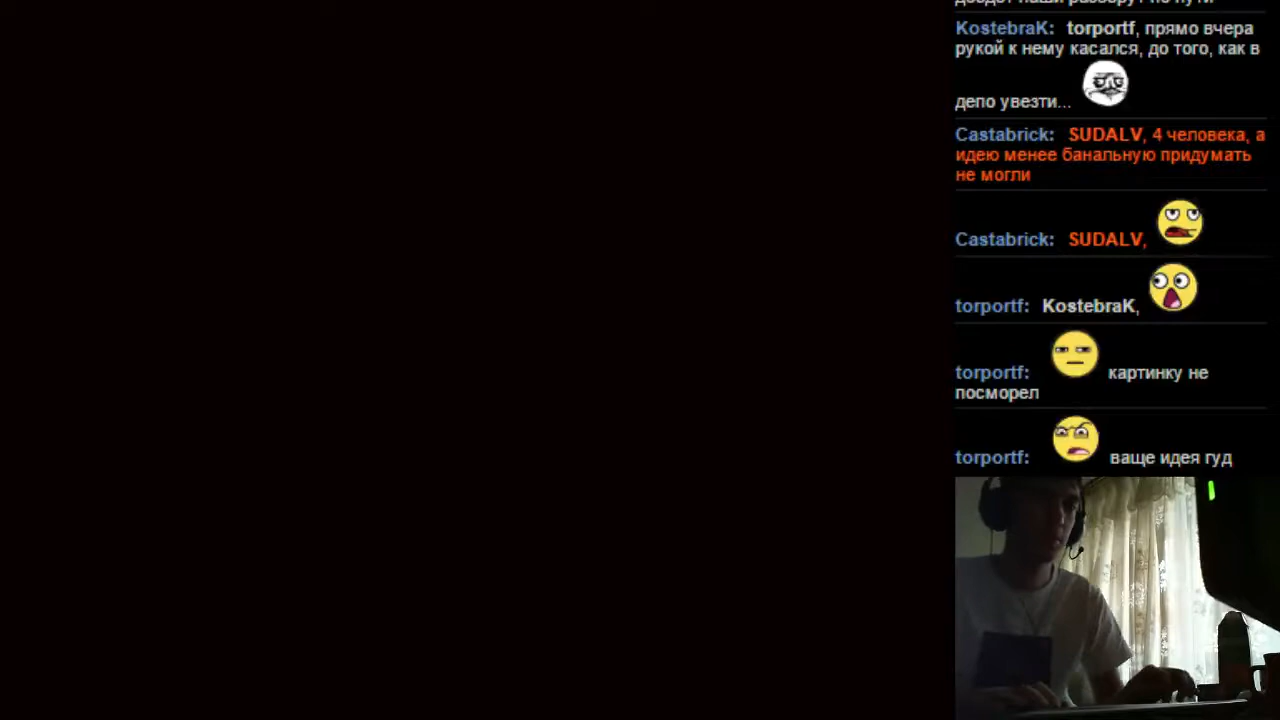 KostebraK: torportf, прямо вчера
рукой к нему касался, до того, как в
депо увезти...
Castabrick: SUDALV, 4 человека, а
идею менее банальную придумать
не могли
Castabrick: SUDALV,
torportf: KostebraK,
torportf: картинку не
посморел
torportf: ваще идея гуд